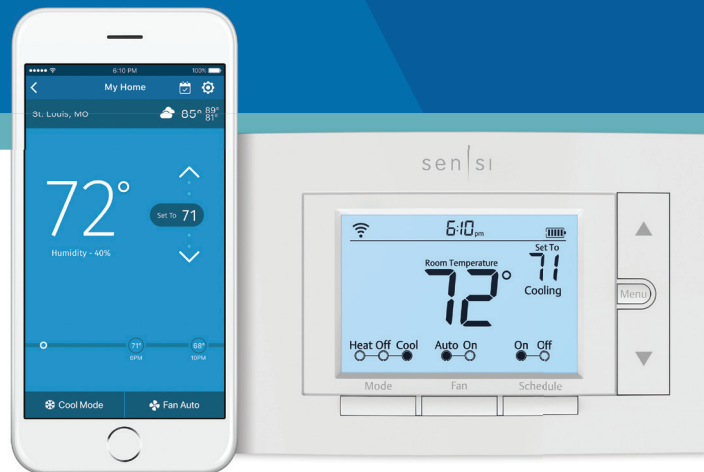 6:10 PM
100%
My Home
St. Louis, MO
85° 89° 81°
72°
Set To 71
Humidity - 40%
71°
6PM
68°
10PM
Cool Mode
Fan Auto
sensi
6:10 pm
Set To
71
Room Temperature
72°
Cooling
Heat Off Cool
Auto On
On Off
Mode
Fan
Schedule
Menu